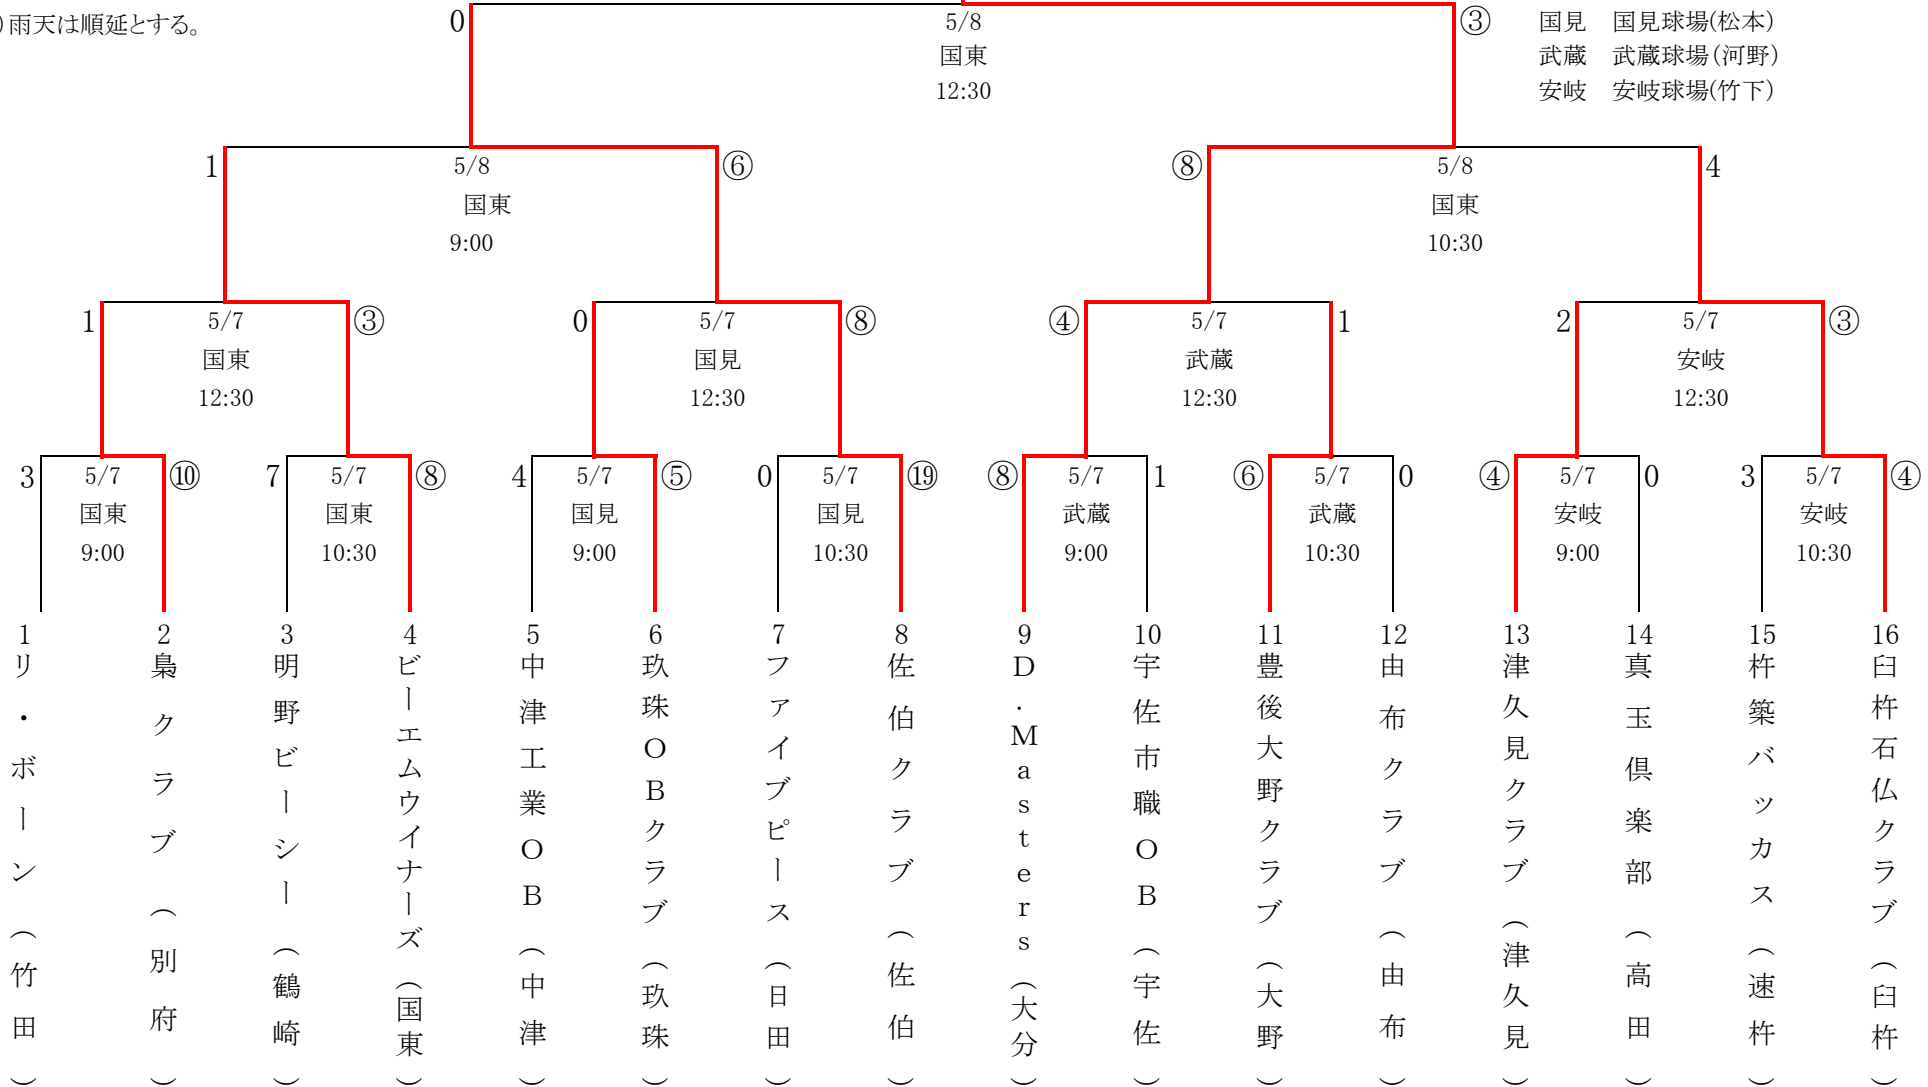 )雨天は順延とする。
国見 国見球場(松本)
武蔵 武蔵球場(河野)
安岐 安岐球場(竹下)
0 5/8 ③
国東
12:30
1 5/8 ⑥
国東
9:00
⑧ 5/8 4
国東
10:30
1 5/7 ③
国東
12:30
0 5/7 ⑧
国見
12:30
④ 5/7 1
武蔵
12:30
2 5/7 ③
安岐
12:30
3 5/7 ⑩
国東
9:00
7 5/7 ⑧
国東
10:30
4 5/7 ⑤
国見
9:00
0 5/7 ⑲
国見
10:30
⑧ 5/7 1
武蔵
9:00
⑥ 5/7 0
武蔵
10:30
④ 5/7 0
安岐
9:00
3 5/7 ④
安岐
10:30
1 リ・ボーン(竹田)
2 梟クラブ(別府)
3 明野ビーシー(鶴崎)
4 ビーエムウイナーズ(国東)
5 中津工業OB(中津)
6 玖珠OBクラブ(玖珠)
7 ファイブピース(日田)
8 佐伯クラブ(佐伯)
9 D.Masters(大分)
10 宇佐市職OB(宇佐)
11 豊後大野クラブ(大野)
12 由布クラブ(由布)
13 津久見クラブ(津久見)
14 真玉倶楽部(高田)
15 杵築バッカス(速杵)
16 臼杵石仏クラブ(臼杵)